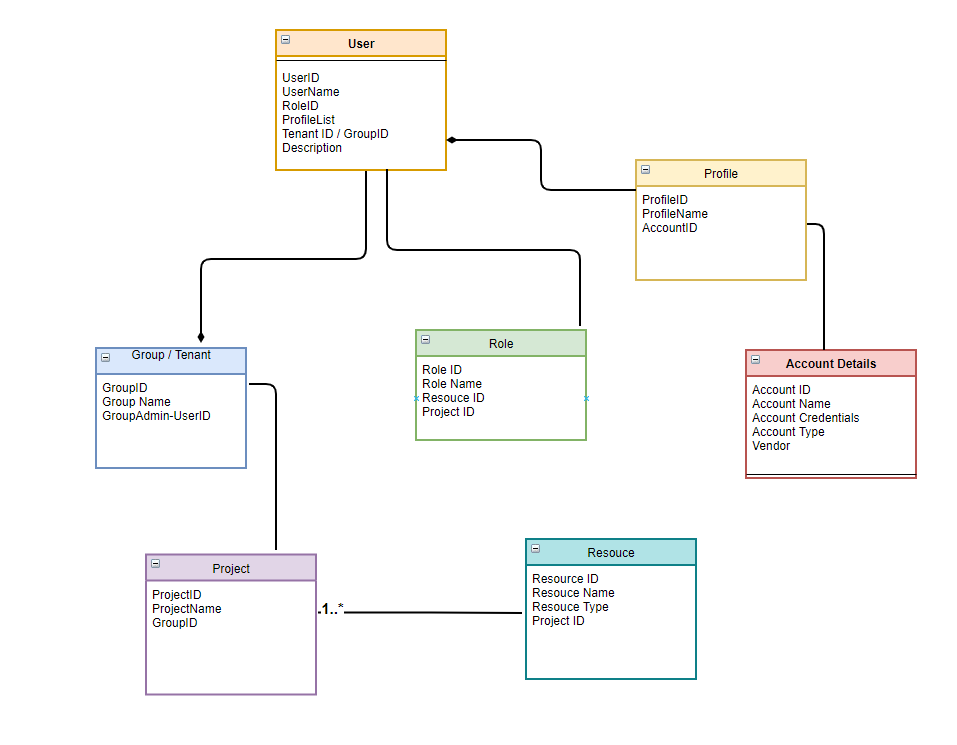 User
UserID
UserName
RoleID
ProfileList
Tenant ID / GroupID
Description
Profile
ProfileID
ProfileName
AccountID
Group / Tenant
GroupID
Group Name
GroupAdmin-UserID
Role
Role ID
Role Name
Resouce ID
Project ID
Account Details
Account ID
Account Name
Account Credentials
Account Type
Vendor
Project
ProjectID
ProjectName
GroupID
.1..*
Resouce
Resource ID
Resouce Name
Resouce Type
Project ID